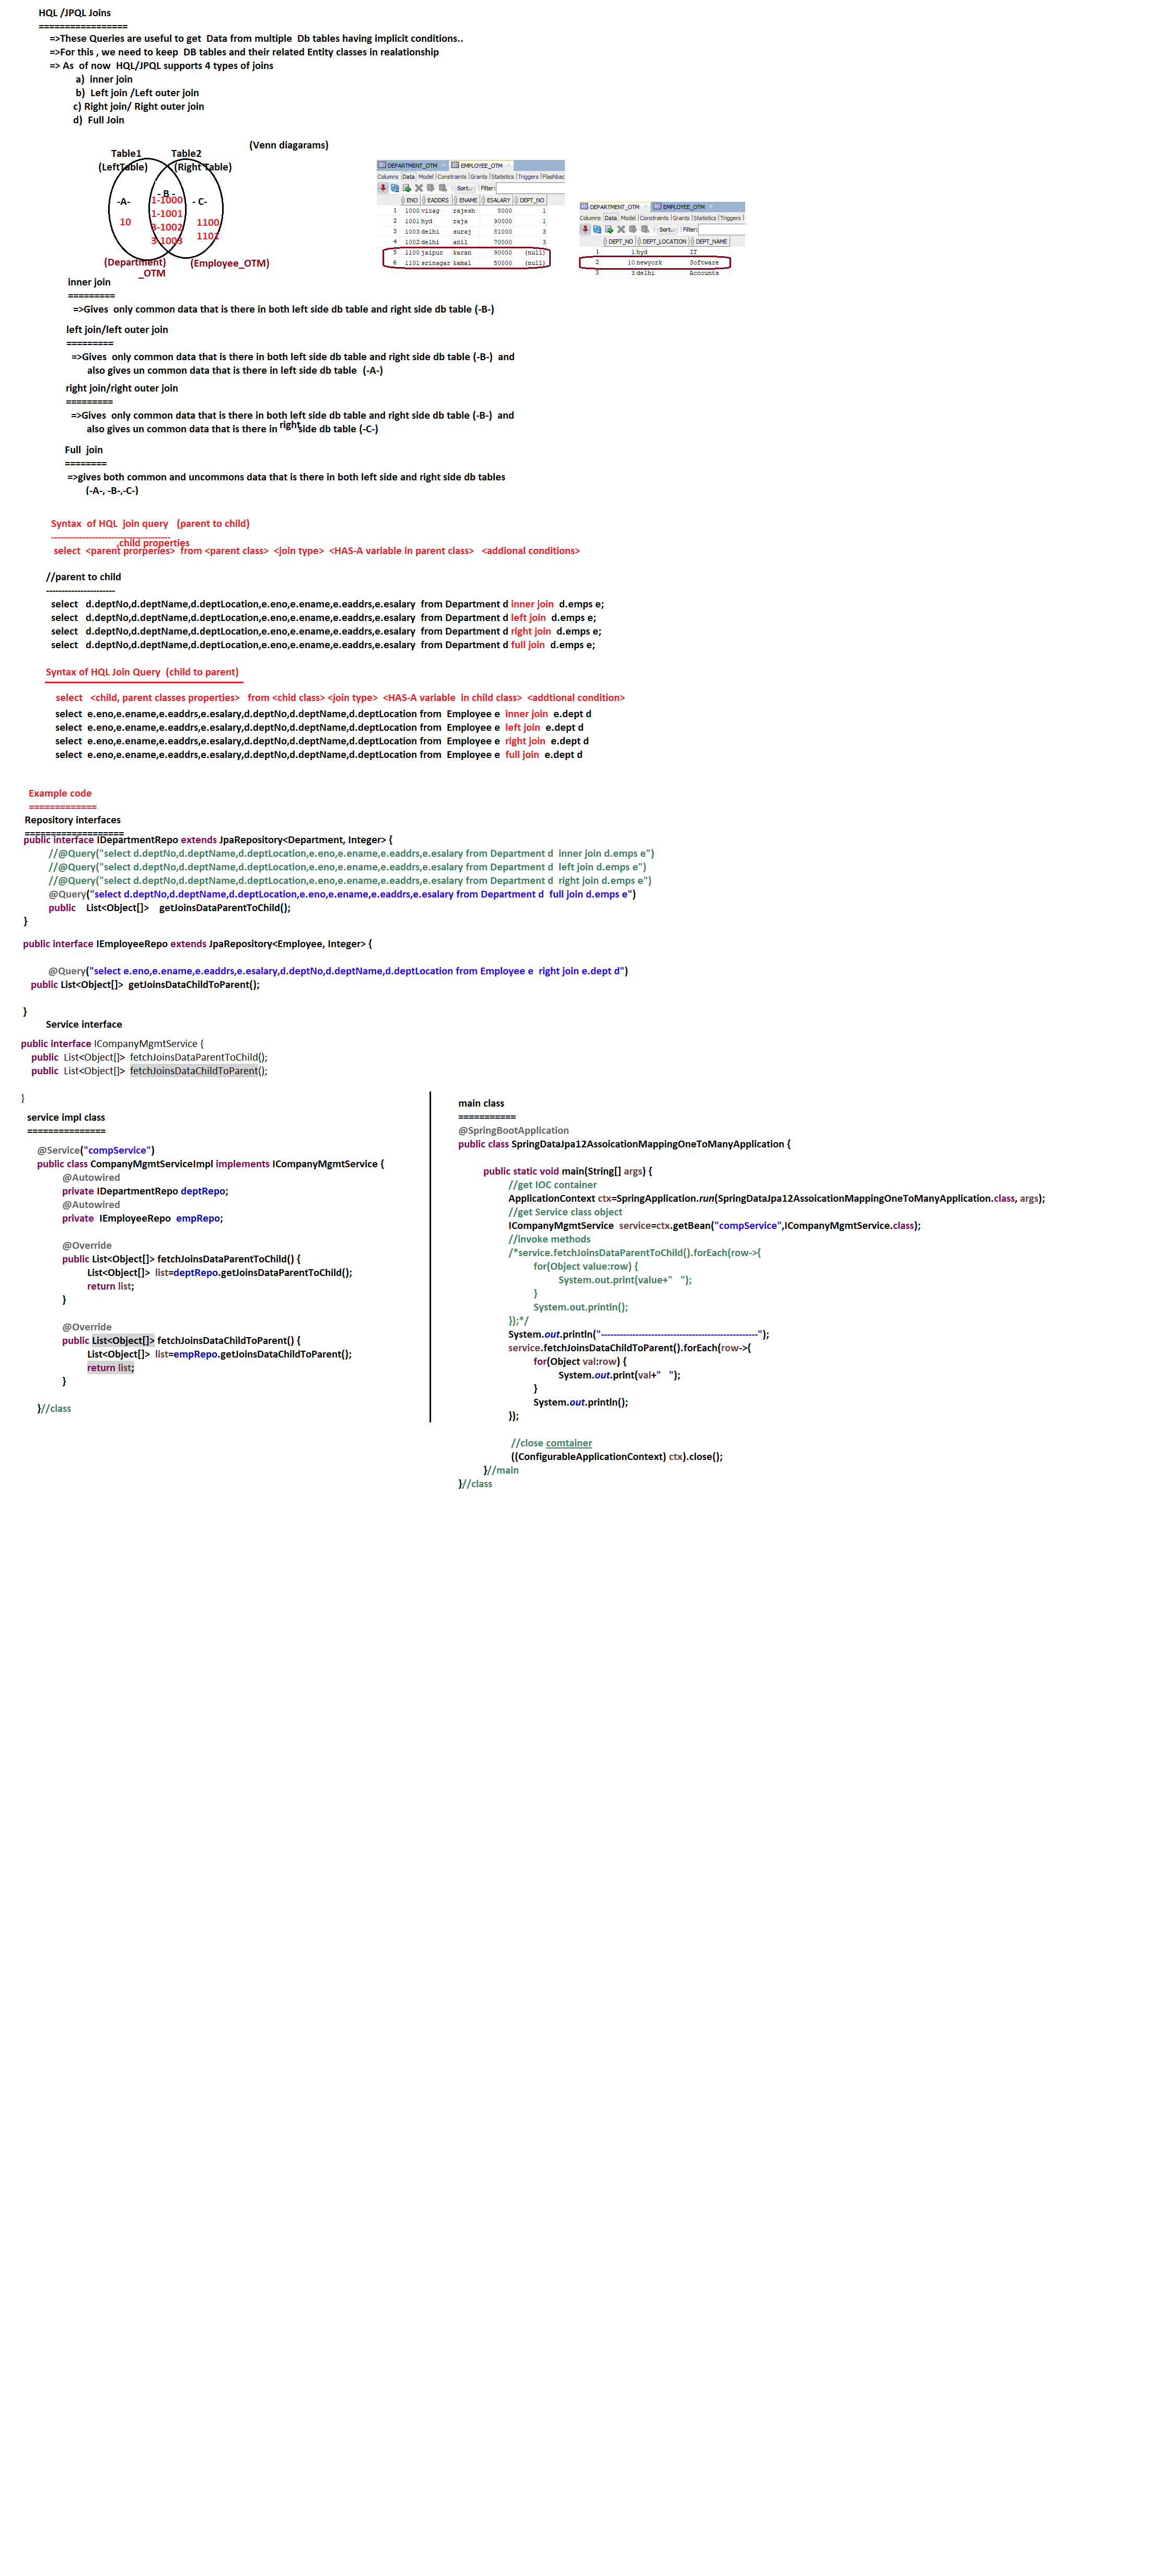 HQL /JPQL Joins
=================
=>These Queries are useful to get  Data from multiple  Db tables having implicit conditions..
=>For this , we need to keep  DB tables and their related Entity classes in realationship
=> As  of now  HQL/JPQL supports 4 types of joins
a)  inner join
b)  Left join /Left outer join
c) Right join/ Right outer join
d)  Full Join
(Venn diagarams)
Table1 Table2
(LeftTable) (Right Table)
-A- - B - - C-
10
1-1000
1-1001
3-1002
3-1003
1100
1101
(Department)
_OTM
(Employee_OTM)
DEPARTMENT_OTM EMPLOYEE_OTM
Columns Data Model Constraints Grants Statistics Triggers Flashbac
Sort.. Filter:
ENO EADDRS ENAME ESALARY DEPT_NO
1 1000 vizag rajesh 8000 1
2 1001 hyd raja 90000 1
3 1003 delhi suraj 81000 3
4 1002 delhi anil 70000 3
5 1100 jaipur karan 90000 (null)
6 1101 srinagar kamal 50000 (null)
DEPARTMENT_OTM EMPLOYEE_OTM
Columns Data Model Constraints Grants Statistics Triggers
Sort.. Filter:
DEPT_NO DEPT_LOCATION DEPT_NAME
1 1 hyd IT
2 10 newyork Software
3 3 delhi Accounts
inner join
=========
=>Gives  only common data that is there in both left side db table and right side db table (-B-)
left join/left outer join
=========
=>Gives  only common data that is there in both left side db table and right side db table (-B-)  and
also gives un common data that is there in left side db table  (-A-)
right join/right outer join
=========
=>Gives  only common data that is there in both left side db table and right side db table (-B-)  and
also gives un common data that is there in right side db table (-C-)
Full  join
========
=>gives both common and uncommons data that is there in both left side and right side db tables
(-A-, -B-,-C-)
Syntax  of HQL  join query   (parent to child)
--------------------------------------
,child properties
select  <parent prorperies>  from <parent class>  <join type>  <HAS-A variable in parent class>   <addional conditions>
//parent to child
----------------------
select   d.deptNo,d.deptName,d.deptLocation,e.eno,e.ename,e.eaddrs,e.esalary  from Department d inner join  d.emps e;
select   d.deptNo,d.deptName,d.deptLocation,e.eno,e.ename,e.eaddrs,e.esalary  from Department d left join  d.emps e;
select   d.deptNo,d.deptName,d.deptLocation,e.eno,e.ename,e.eaddrs,e.esalary  from Department d right join  d.emps e;
select   d.deptNo,d.deptName,d.deptLocation,e.eno,e.ename,e.eaddrs,e.esalary  from Department d full join  d.emps e;
Syntax of HQL Join Query  (child to parent)
select   <child, parent classes properties>   from <chid class> <join type>  <HAS-A variable  in child class>  <addtional condition>
select  e.eno,e.ename,e.eaddrs,e.esalary,d.deptNo,d.deptName,d.deptLocation from  Employee e  inner join  e.dept d
select  e.eno,e.ename,e.eaddrs,e.esalary,d.deptNo,d.deptName,d.deptLocation from  Employee e  left join  e.dept d
select  e.eno,e.ename,e.eaddrs,e.esalary,d.deptNo,d.deptName,d.deptLocation from  Employee e  right join  e.dept d
select  e.eno,e.ename,e.eaddrs,e.esalary,d.deptNo,d.deptName,d.deptLocation from  Employee e  full join  e.dept d
Example code
=============
Repository interfaces
===================
public interface IDepartmentRepo extends JpaRepository<Department, Integer> {
//@Query("select d.deptNo,d.deptName,d.deptLocation,e.eno,e.ename,e.eaddrs,e.esalary from Department d  inner join d.emps e")
//@Query("select d.deptNo,d.deptName,d.deptLocation,e.eno,e.ename,e.eaddrs,e.esalary from Department d  left join d.emps e")
//@Query("select d.deptNo,d.deptName,d.deptLocation,e.eno,e.ename,e.eaddrs,e.esalary from Department d  right join d.emps e")
@Query("select d.deptNo,d.deptName,d.deptLocation,e.eno,e.ename,e.eaddrs,e.esalary from Department d  full join d.emps e")
public    List<Object[]>    getJoinsDataParentToChild();
}
public interface IEmployeeRepo extends JpaRepository<Employee, Integer> {
@Query("select e.eno,e.ename,e.eaddrs,e.esalary,d.deptNo,d.deptName,d.deptLocation from Employee e  right join e.dept d")
public List<Object[]>  getJoinsDataChildToParent();
}
Service interface
public interface ICompanyMgmtService {
public  List<Object[]>  fetchJoinsDataParentToChild();
public  List<Object[]>  fetchJoinsDataChildToParent();
}
service impl class
===============
@Service("compService")
public class CompanyMgmtServiceImpl implements ICompanyMgmtService {
@Autowired
private IDepartmentRepo deptRepo;
@Autowired
private  IEmployeeRepo  empRepo;
@Override
public List<Object[]> fetchJoinsDataParentToChild() {
List<Object[]>  list=deptRepo.getJoinsDataParentToChild();
return list;
}
@Override
public List<Object[]> fetchJoinsDataChildToParent() {
List<Object[]>  list=empRepo.getJoinsDataChildToParent();
return list;
}
}//class
main class
===========
@SpringBootApplication
public class SpringDataJpa12AssoicationMappingOneToManyApplication {
public static void main(String[] args) {
//get IOC container
ApplicationContext ctx=SpringApplication.run(SpringDataJpa12AssoicationMappingOneToManyApplication.class, args);
//get Service class object
ICompanyMgmtService  service=ctx.getBean("compService",ICompanyMgmtService.class);
//invoke methods
/*service.fetchJoinsDataParentToChild().forEach(row->{
for(Object value:row) {
System.out.print(value+"   ");
}
System.out.println();
});*/
System.out.println("--------------------------------------------------");
service.fetchJoinsDataChildToParent().forEach(row->{
for(Object val:row) {
System.out.print(val+"   ");
}
System.out.println();
});
//close comtainer
((ConfigurableApplicationContext) ctx).close();
}//main
}//class